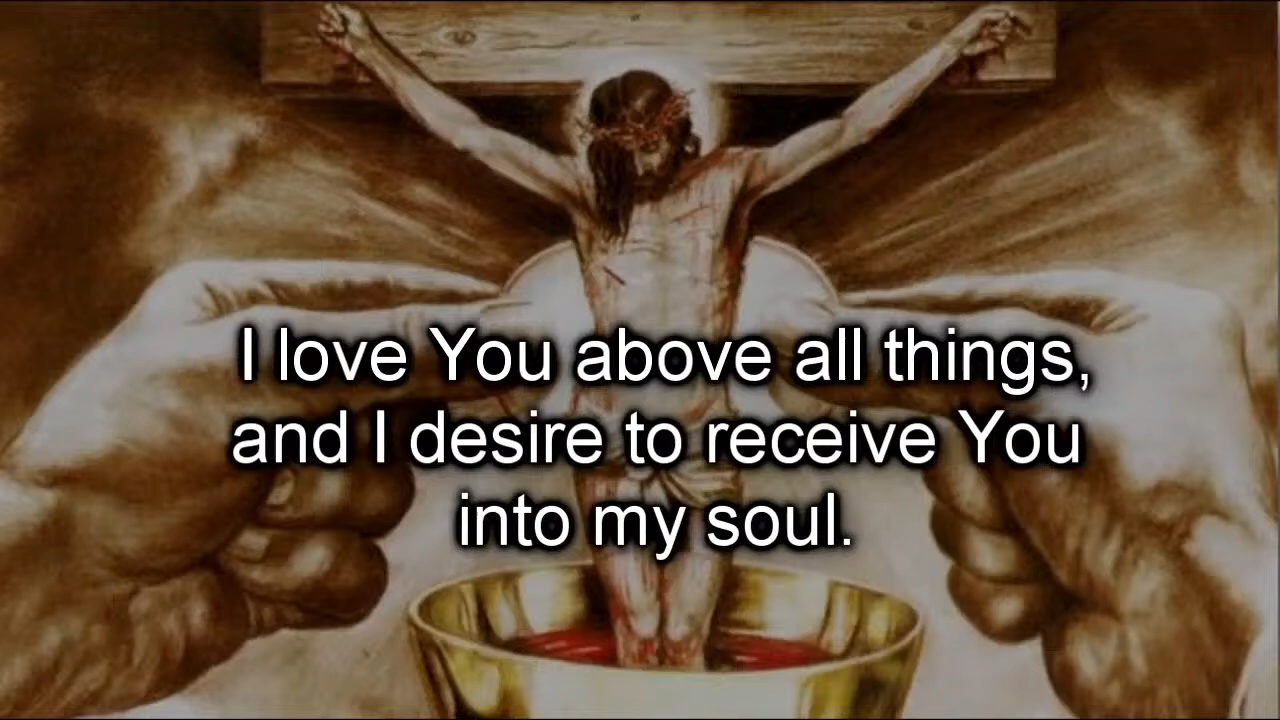 I love You above all things,
and I desire to receive You
into my soul.